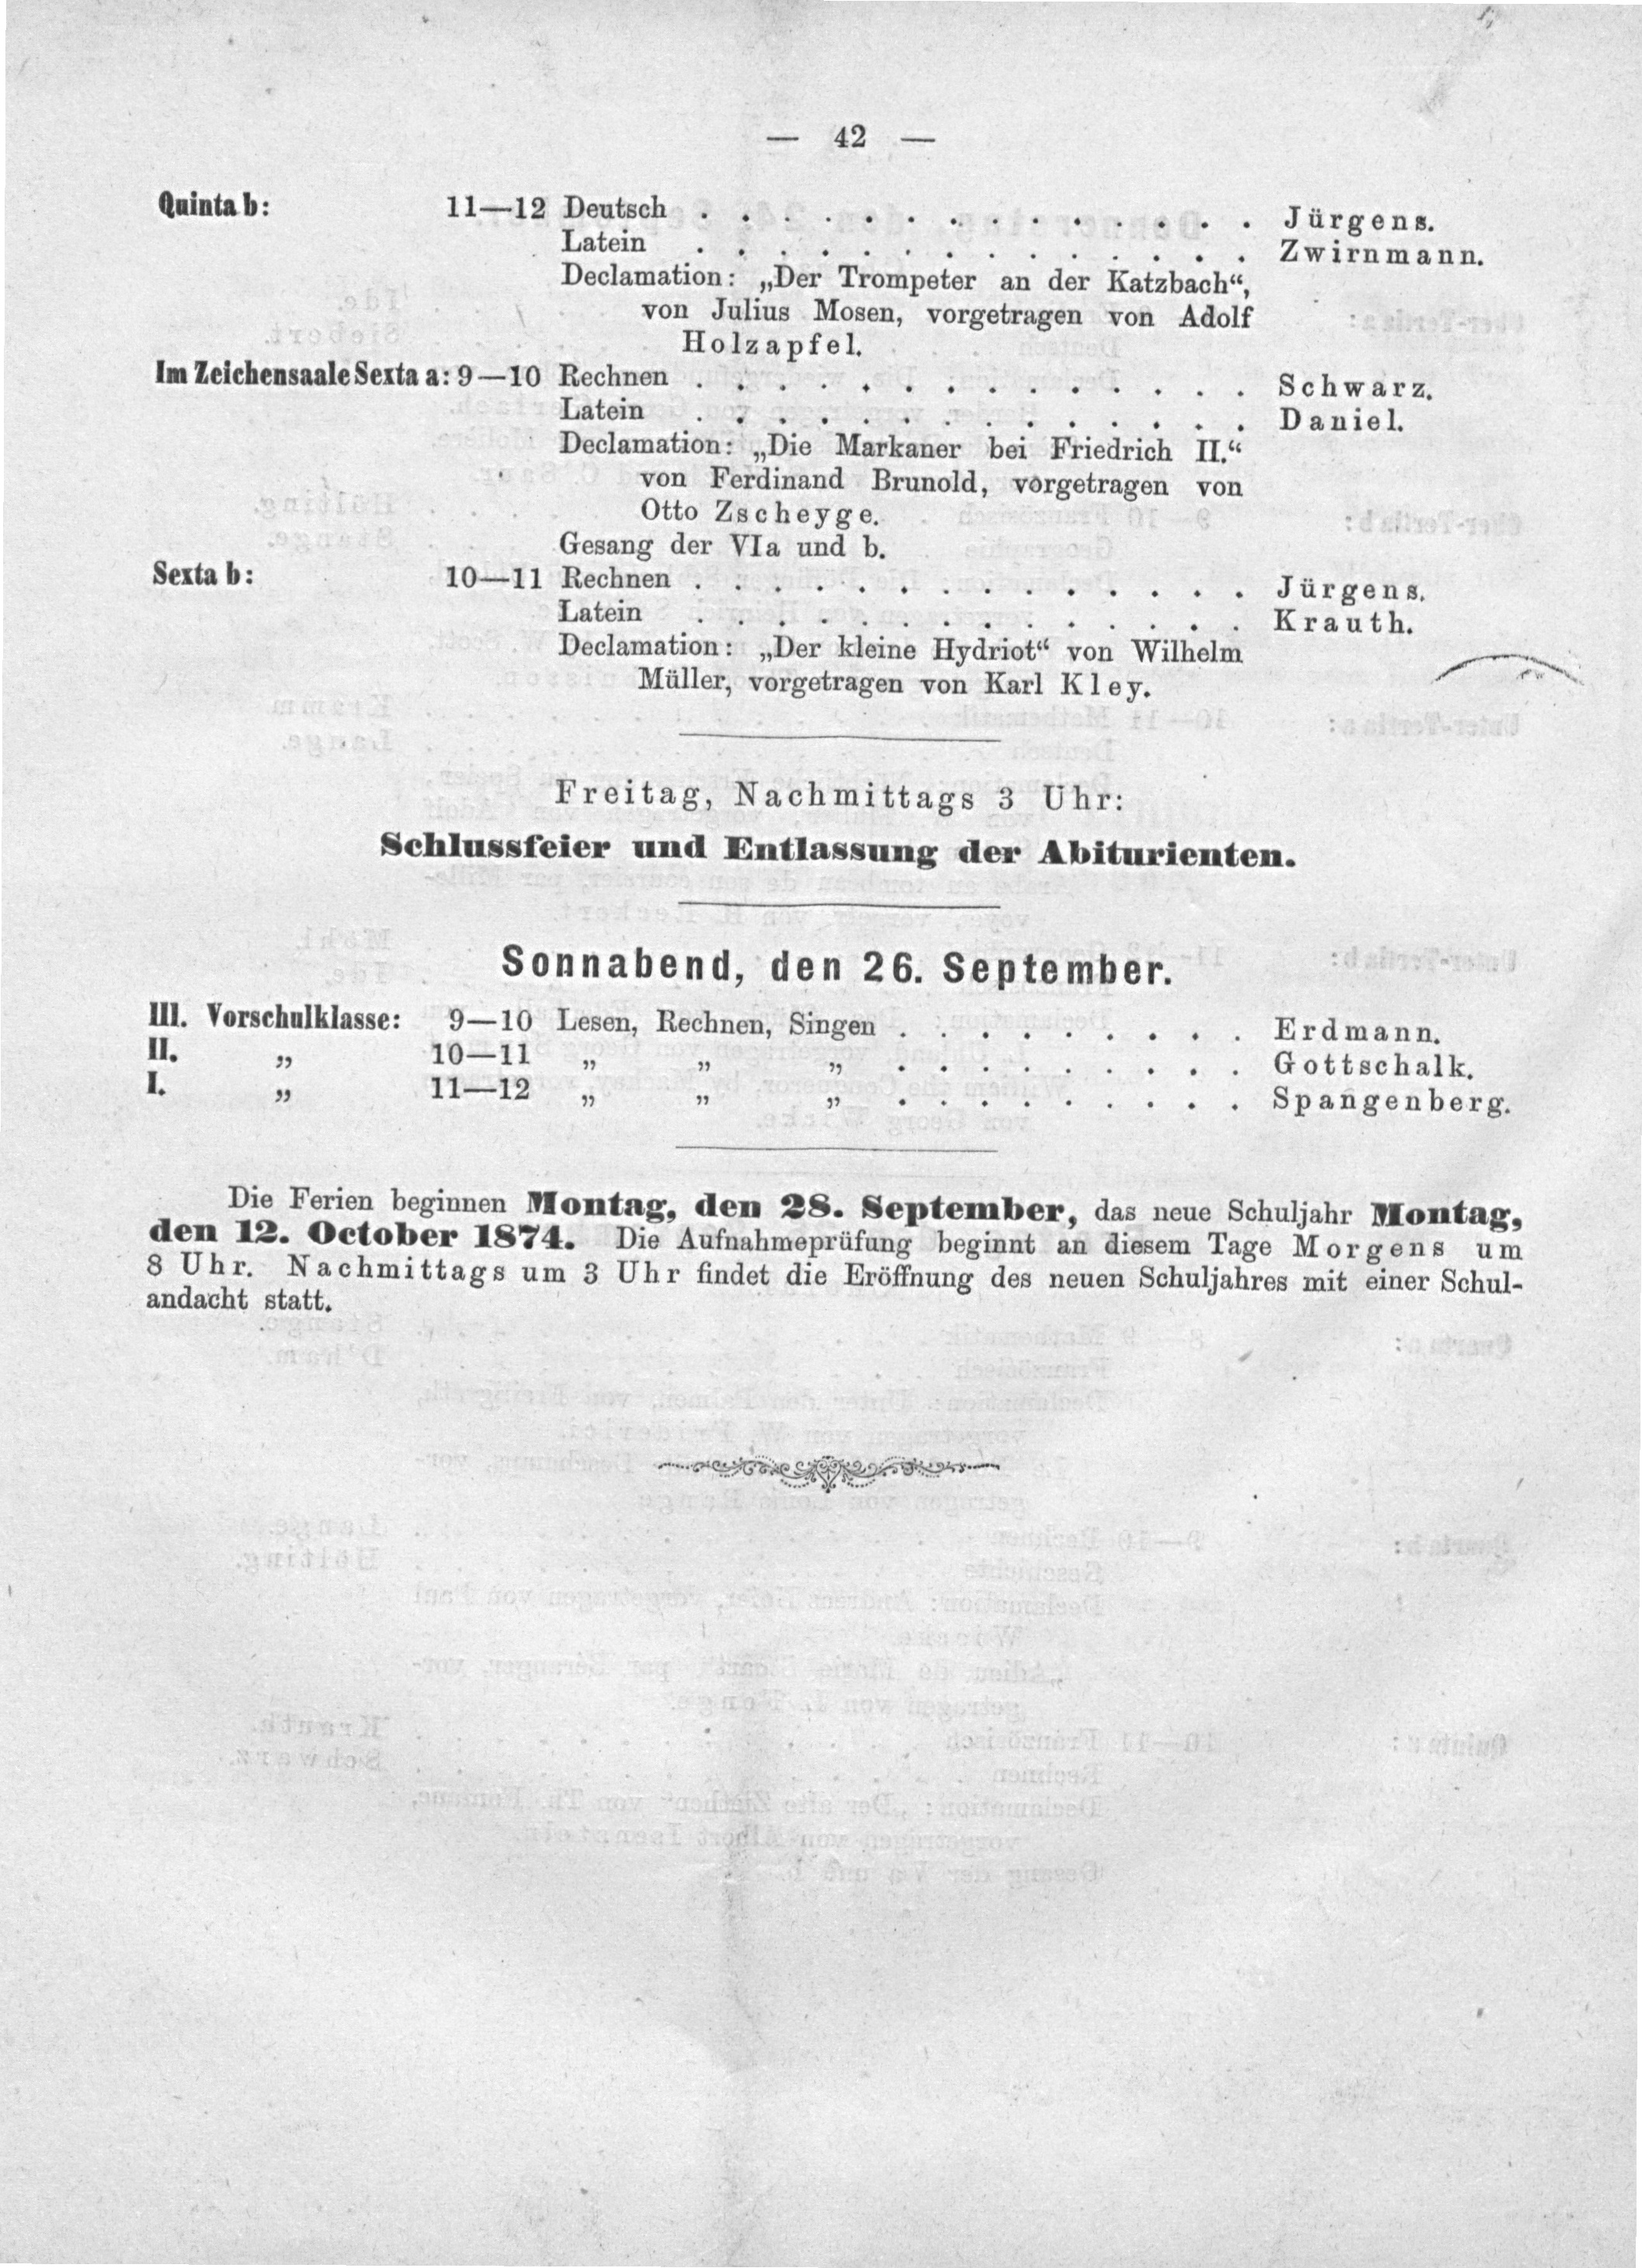 — 42 —
Quinta b: 11—12 Deutsch . . . . . . . . . . . . . . Jürgens.
Latein . . . . . . . . . . . . . . Zwirnmann.
Declamation: „Der Trompeter an der Katzbach“,
von Julius Mosen, vorgetragen von Adolf
Holzapfel.
Im Zeichensaale Sexta a: 9—10 Rechnen . . . . . . . . . . . . . . Schwarz.
Latein . . . . . . . . . . . . . . Daniel.
Declamation: „Die Markaner bei Friedrich II.“
von Ferdinand Brunold, vorgetragen von
Otto Zscheyge.
Gesang der VIa und b.
Sexta b: 10—11 Rechnen . . . . . . . . . . . . . . Jürgens.
Latein . . . . . . . . . . . . . . Krauth.
Declamation: „Der kleine Hydriot“ von Wilhelm
Müller, vorgetragen von Karl Kley.
Freitag, Nachmittags 3 Uhr:
Schlussfeier und Entlassung der Abiturienten.
Sonnabend, den 26. September.
III. Vorschulklasse: 9—10 Lesen, Rechnen, Singen . . . . . . . . . Erdmann.
II. „ 10—11 „ „ „ . . . . . . . . . Gottschalk.
I. „ 11—12 „ „ „ . . . . . . . . . Spangenberg.
Die Ferien beginnen Montag, den 28. September, das neue Schuljahr Montag,
den 12. October 1874. Die Aufnahmeprüfung beginnt an diesem Tage Morgens um
8 Uhr. Nachmittags um 3 Uhr findet die Eröffnung des neuen Schuljahres mit einer Schul-
andacht statt.